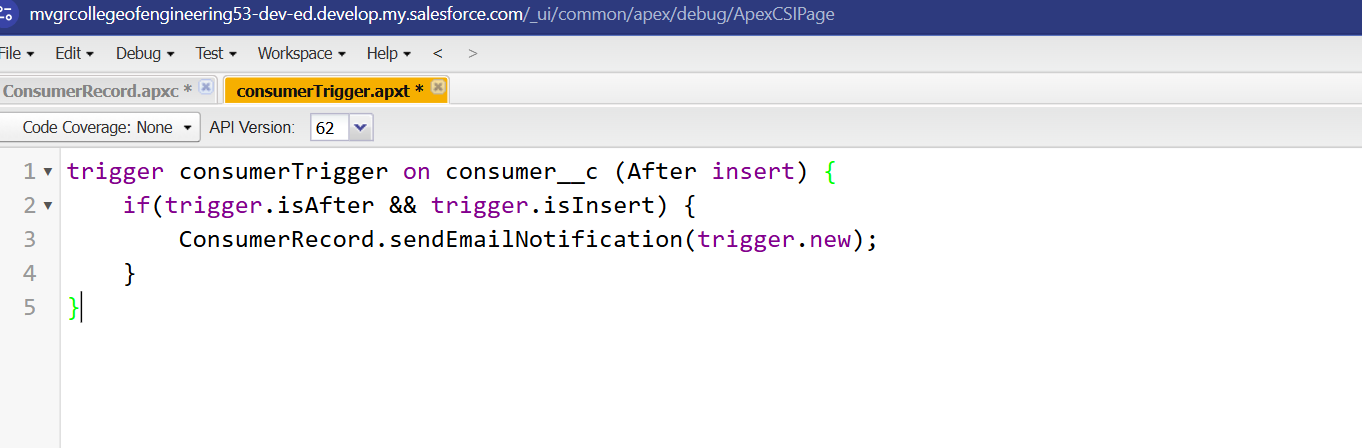 mvgrcollegeofengineering53-dev-ed.develop.my.salesforce.com/_ui/common/apex/debug/ApexCSIPage
File Edit Debug Test Workspace Help < >
ConsumerRecord.apxc * consumerTrigger.apxt *
Code Coverage: None API Version: 62
1 trigger consumerTrigger on consumer__c (After insert) {
2 if(trigger.isAfter && trigger.isInsert) {
3 ConsumerRecord.sendEmailNotification(trigger.new);
4 }
5 }